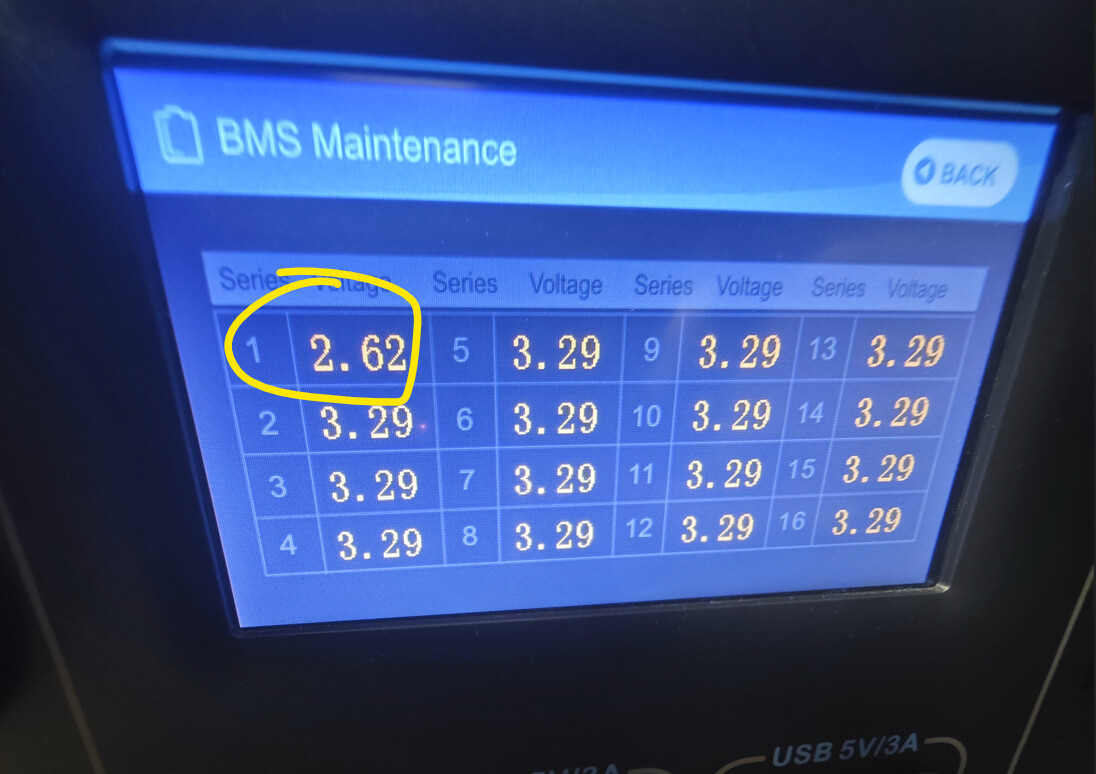 BMS Maintenance
BACK
Series Voltage Series Voltage Series Voltage Series Voltage
1 2.62 5 3.29 9 3.29 13 3.29
2 3.29 6 3.29 10 3.29 14 3.29
3 3.29 7 3.29 11 3.29 15 3.29
4 3.29 8 3.29 12 3.29 16 3.29
USB 5V/3A